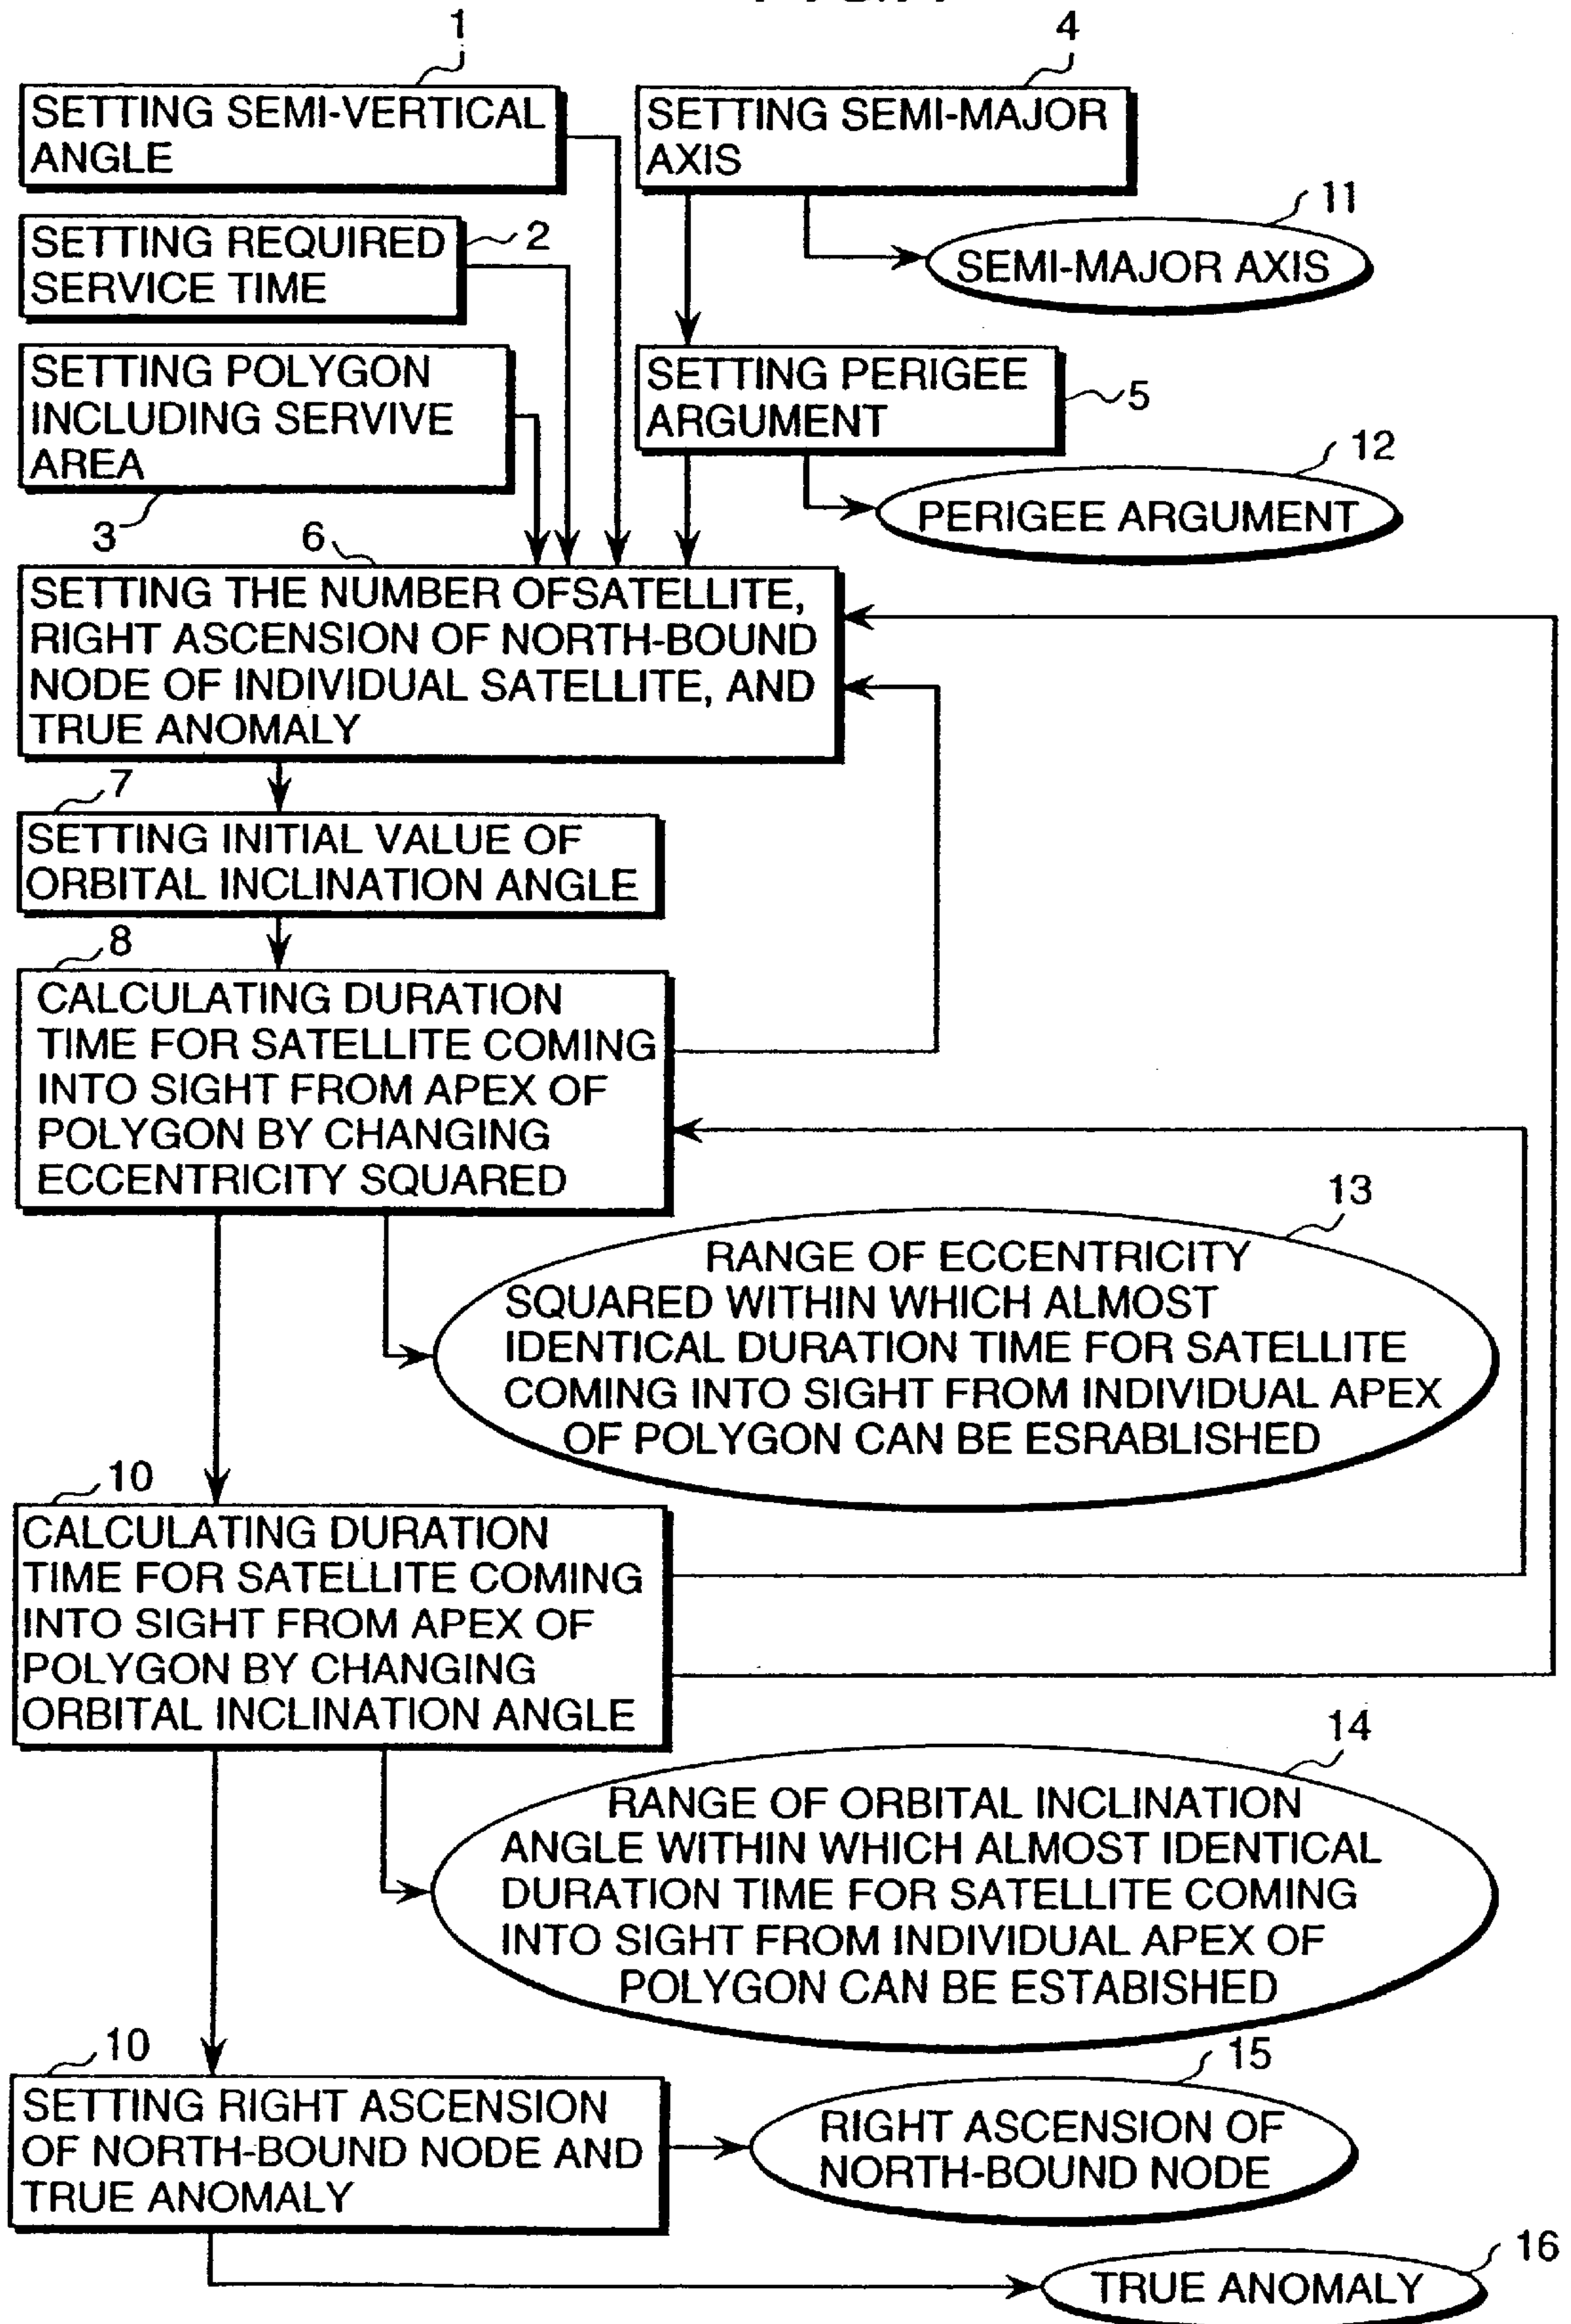 1
SETTING SEMI-VERTICAL
ANGLE
4
SETTING SEMI-MAJOR
AXIS
11
SEMI-MAJOR AXIS
2
SETTING REQUIRED
SERVICE TIME
SETTING POLYGON
INCLUDING SERVIVE
AREA
3
SETTING PERIGEE
ARGUMENT
5
12
PERIGEE ARGUMENT
6
SETTING THE NUMBER OFSATELLITE,
RIGHT ASCENSION OF NORTH-BOUND
NODE OF INDIVIDUAL SATELLITE, AND
TRUE ANOMALY
7
SETTING INITIAL VALUE OF
ORBITAL INCLINATION ANGLE
8
CALCULATING DURATION
TIME FOR SATELLITE COMING
INTO SIGHT FROM APEX OF
POLYGON BY CHANGING
ECCENTRICITY SQUARED
13
RANGE OF ECCENTRICITY
SQUARED WITHIN WHICH ALMOST
IDENTICAL DURATION TIME FOR SATELLITE
COMING INTO SIGHT FROM INDIVIDUAL APEX
OF POLYGON CAN BE ESRABLISHED
10
CALCULATING DURATION
TIME FOR SATELLITE COMING
INTO SIGHT FROM APEX OF
POLYGON BY CHANGING
ORBITAL INCLINATION ANGLE
14
RANGE OF ORBITAL INCLINATION
ANGLE WITHIN WHICH ALMOST IDENTICAL
DURATION TIME FOR SATELLITE COMING
INTO SIGHT FROM INDIVIDUAL APEX OF
POLYGON CAN BE ESTABISHED
10
SETTING RIGHT ASCENSION
OF NORTH-BOUND NODE AND
TRUE ANOMALY
15
RIGHT ASCENSION OF
NORTH-BOUND NODE
16
TRUE ANOMALY